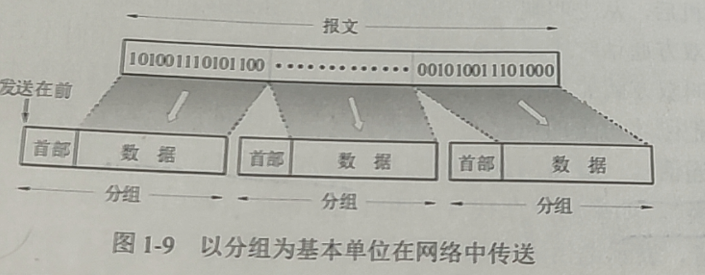 报文
101001110101100 ············· 001010011101000
发送在前
首部 数 据 首部 数 据 首部 数 据
分组 分组 分组
图 1-9 以分组为基本单位在网络中传送